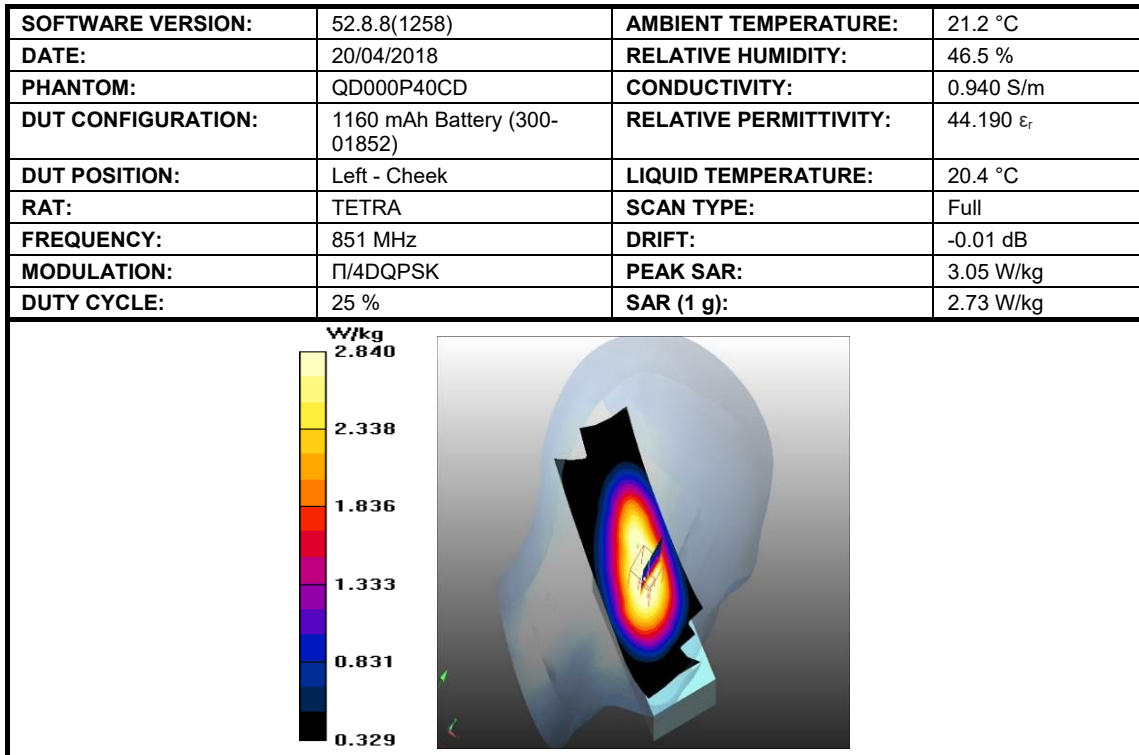 SOFTWARE VERSION: 52.8.8(1258) AMBIENT TEMPERATURE: 21.2 °C
DATE: 20/04/2018 RELATIVE HUMIDITY: 46.5 %
PHANTOM: QD000P40CD CONDUCTIVITY: 0.940 S/m
DUT CONFIGURATION: 1160 mAh Battery (300- RELATIVE PERMITTIVITY: 44.190 εr
01852)
DUT POSITION: Left - Cheek LIQUID TEMPERATURE: 20.4 °C
RAT: TETRA SCAN TYPE: Full
FREQUENCY: 851 MHz DRIFT: -0.01 dB
MODULATION: Π/4DQPSK PEAK SAR: 3.05 W/kg
DUTY CYCLE: 25 % SAR (1 g): 2.73 W/kg
W/kg
2.840
2.338
1.836
1.333
0.831
0.329